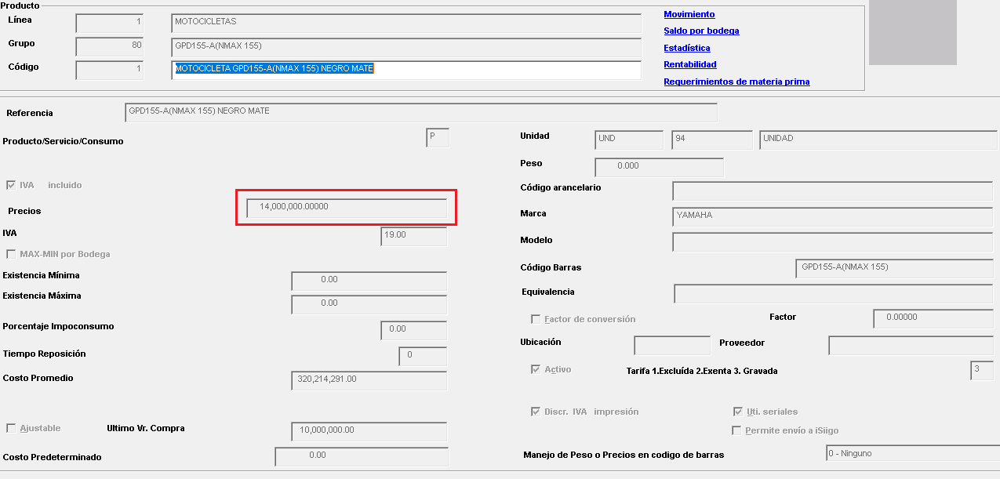 Producto
Línea 1 MOTOCICLETAS
Grupo 80 GPD155-A(NMAX 155)
Código 1 MOTOCICLETA GPD155-A(NMAX 155) NEGRO MATE
Movimiento
Saldo por bodega
Estadística
Rentabilidad
Requerimientos de materia prima
Referencia GPD155-A(NMAX 155) NEGRO MATE
Producto/Servicio/Consumo P
IVA incluido
Precios 14,000,000.00000
IVA 19.00
MAX-MIN por Bodega
Existencia Mínima 0.00
Existencia Máxima 0.00
Porcentaje Impoconsumo 0.00
Tiempo Reposición 0
Costo Promedio 320,214,291.00
Ajustable Ultimo Vr. Compra 10,000,000.00
Costo Predeterminado 0.00
Unidad UND 94 UNIDAD
Peso 0.000
Código arancelario
Marca YAMAHA
Modelo
Código Barras GPD155-A(NMAX 155)
Equivalencia
Factor de conversión Factor 0.00000
Ubicación Proveedor
Activo Tarifa 1.Excluída 2.Exenta 3. Gravada 3
Discr. IVA impresión Uti. seriales
Permite envío a iSiigo
Manejo de Peso o Precios en codigo de barras 0 - Ninguno